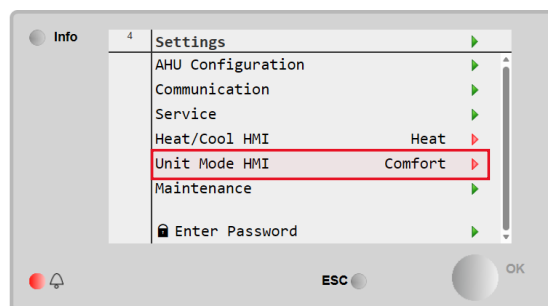 Info
4 Settings
AHU Configuration
Communication
Service
Heat/Cool HMI Heat
Unit Mode HMI Comfort
Maintenance
Enter Password
ESC OK